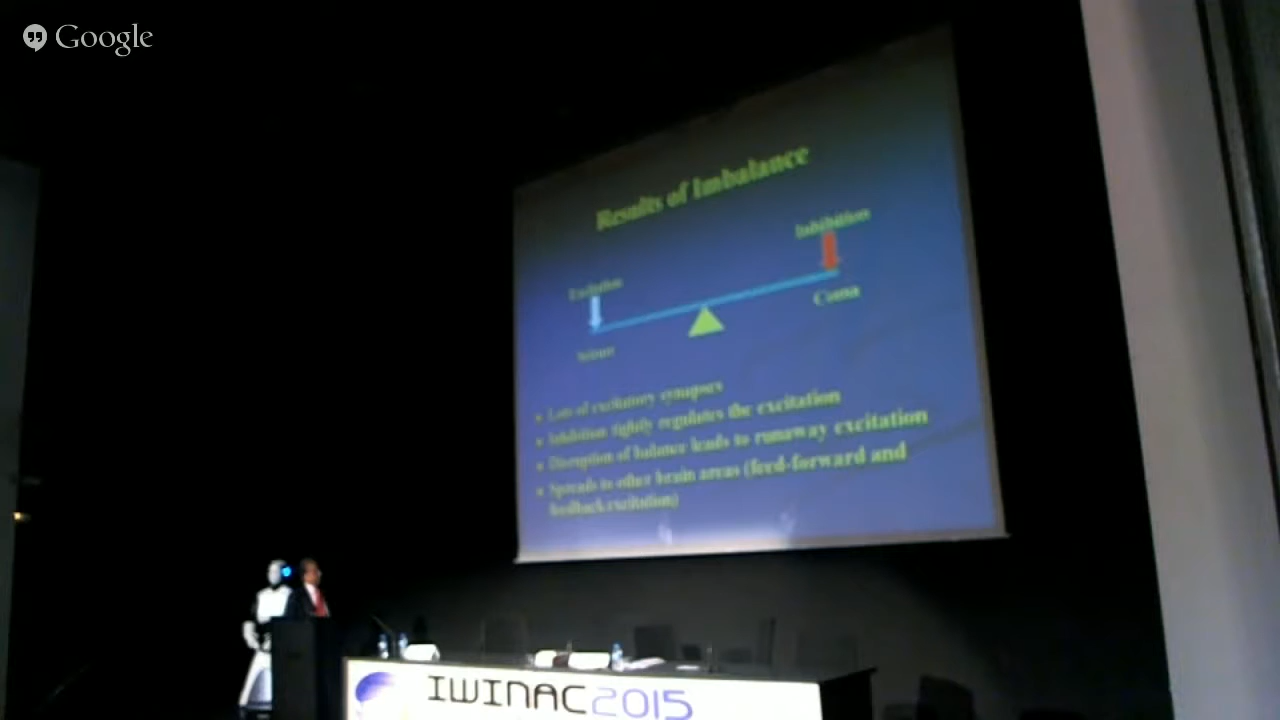 Google
Results of Imbalance
Inhibition
Excitation
Coma
Seizure
Lots of excitatory synapses
Inhibition tightly regulates the excitation
Disruption of balance leads to runaway excitation
Spreads to other brain areas (feed-forward and
feedback excitation)
IWINAC2015